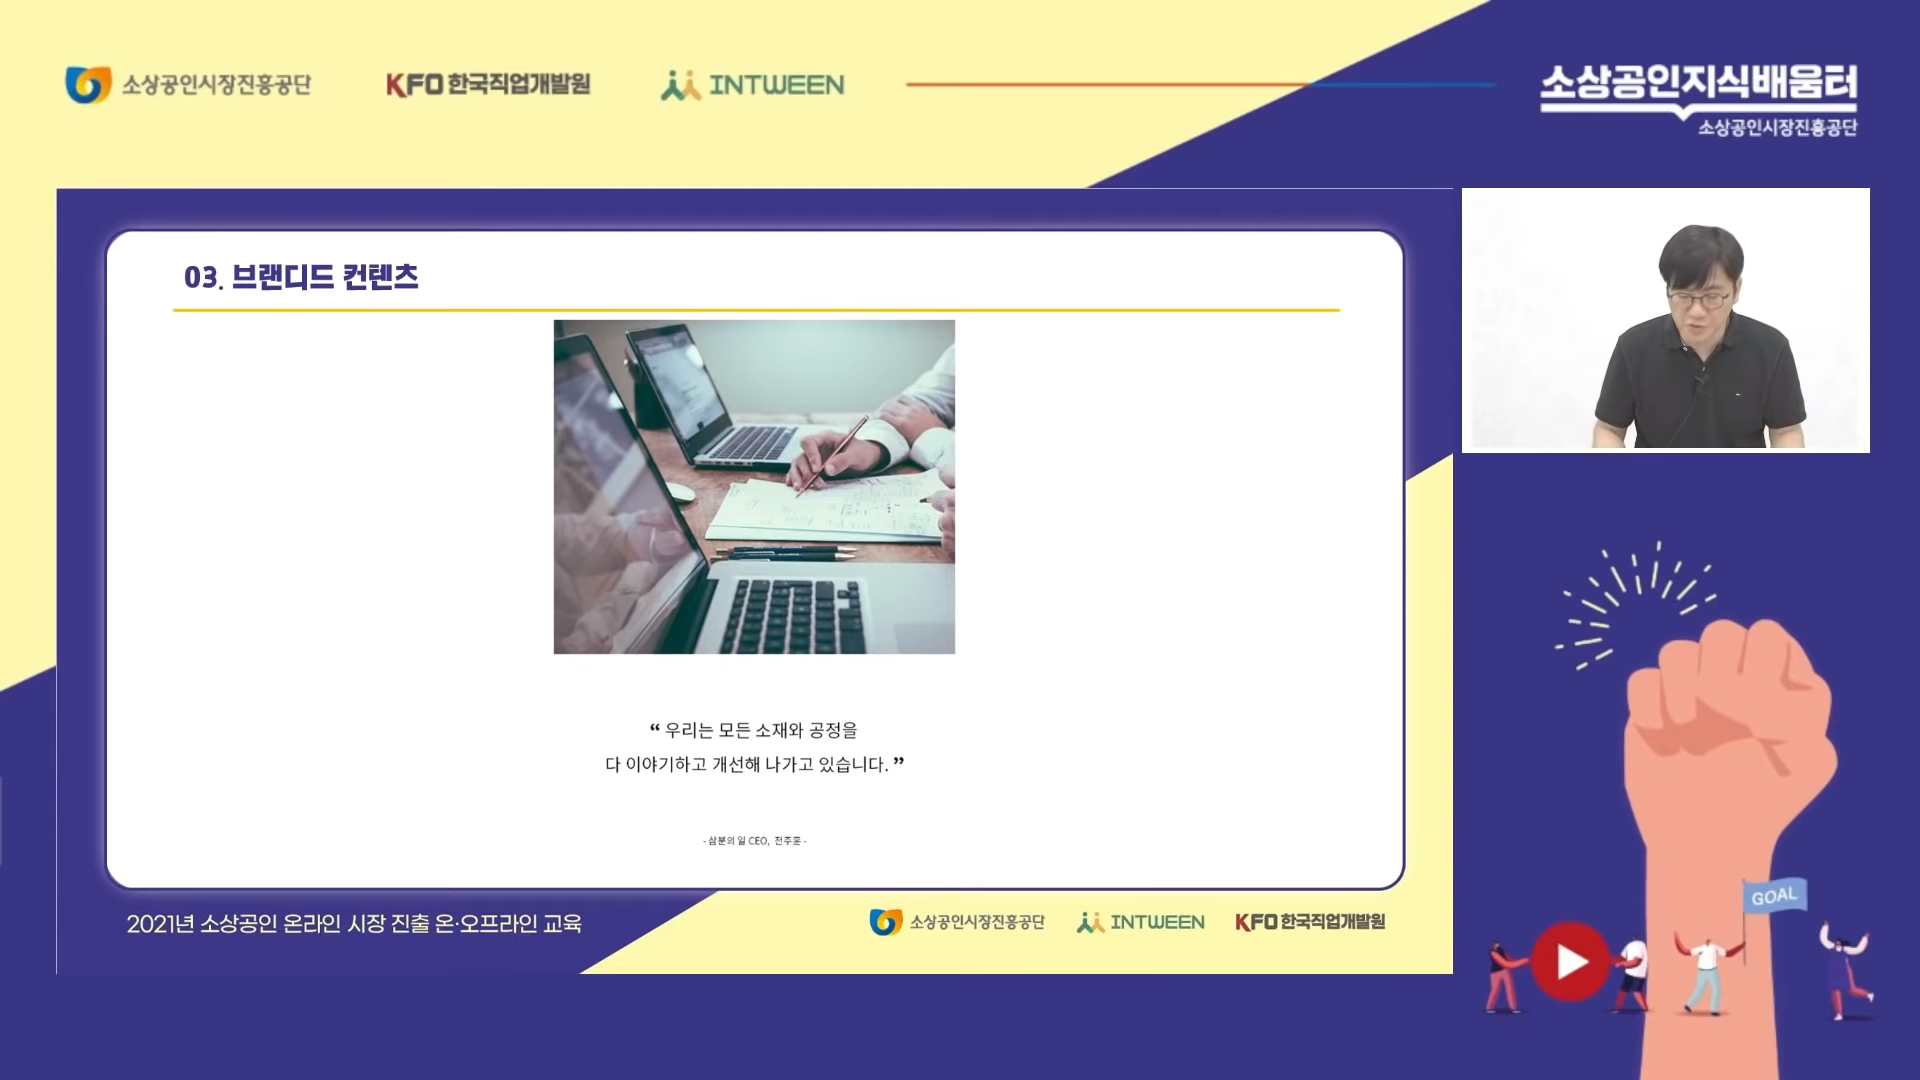 소상공인시장진흥공단
KFO 한국직업개발원
INTWEEN
소상공인지식배움터
소상공인시장진흥공단
03. 브랜디드 컨텐츠
“ 우리는 모든 소재와 공정을
다 이야기하고 개선해 나가고 있습니다. ”
- 삼분의 일 CEO, 전주훈 -
2021년 소상공인 온라인 시장 진출 온·오프라인 교육
소상공인시장진흥공단
INTWEEN
KFO 한국직업개발원
GOAL